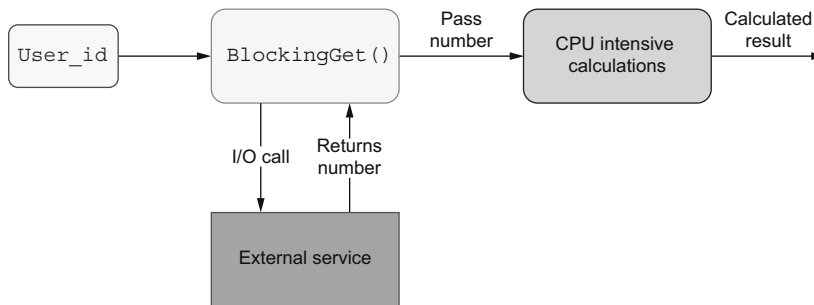 User_id
BlockingGet()
Pass
number
CPU intensive
calculations
Calculated
result
I/O call
Returns
number
External service